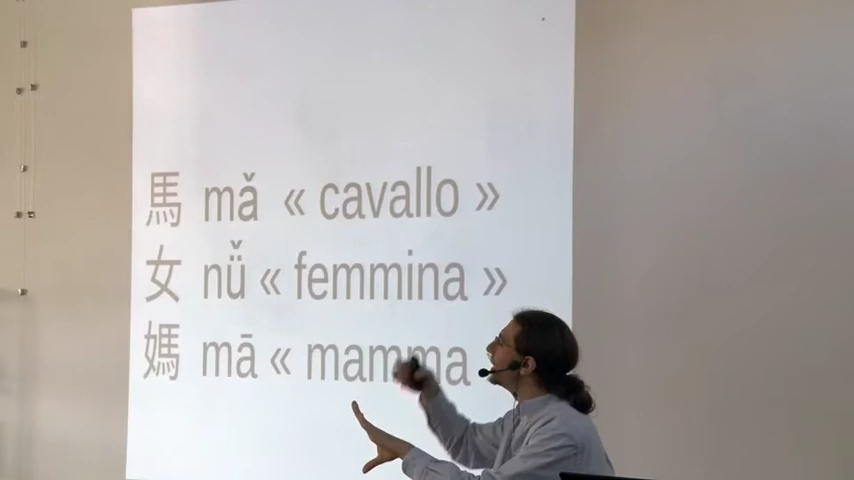 馬 mǎ « cavallo »
女 nǚ « femmina »
媽 mā « mamma